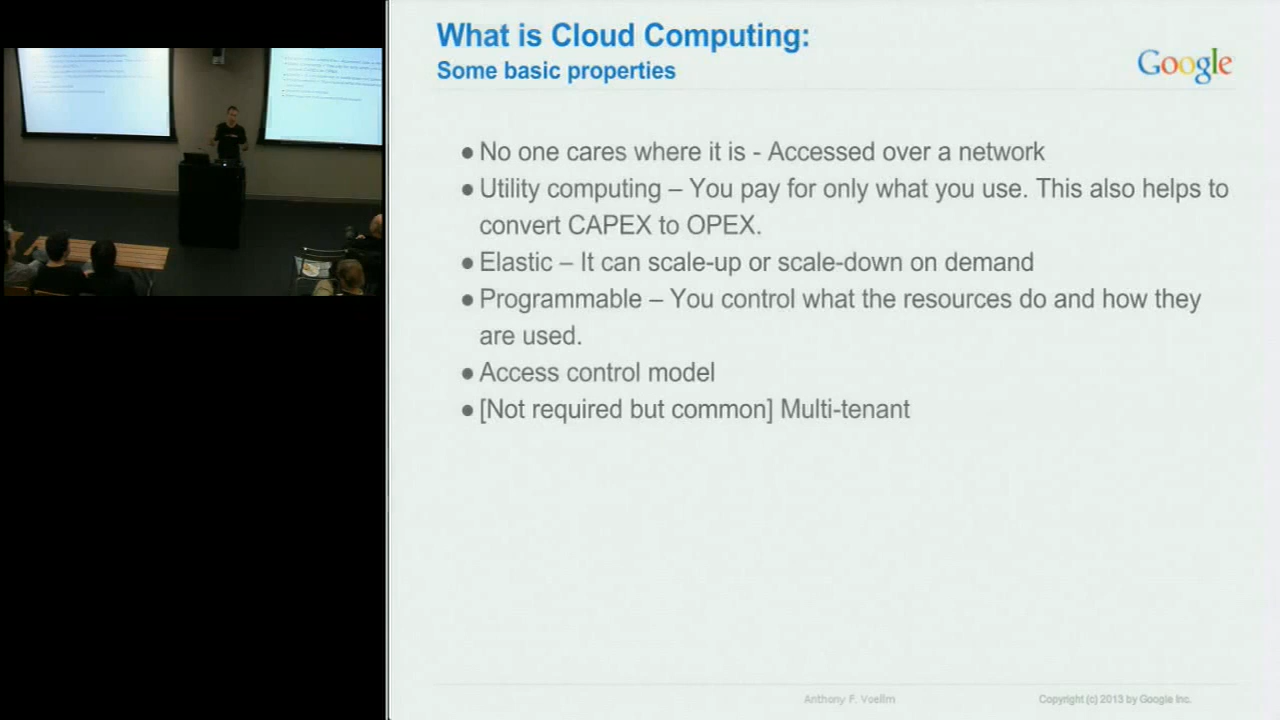 What is Cloud Computing:
Some basic properties
Google
● No one cares where it is - Accessed over a network
● Utility computing – You pay for only what you use. This also helps to
convert CAPEX to OPEX.
● Elastic – It can scale-up or scale-down on demand
● Programmable – You control what the resources do and how they
are used.
● Access control model
● [Not required but common] Multi-tenant
Anthony F. Voellm
Copyright (c) 2013 by Google Inc.